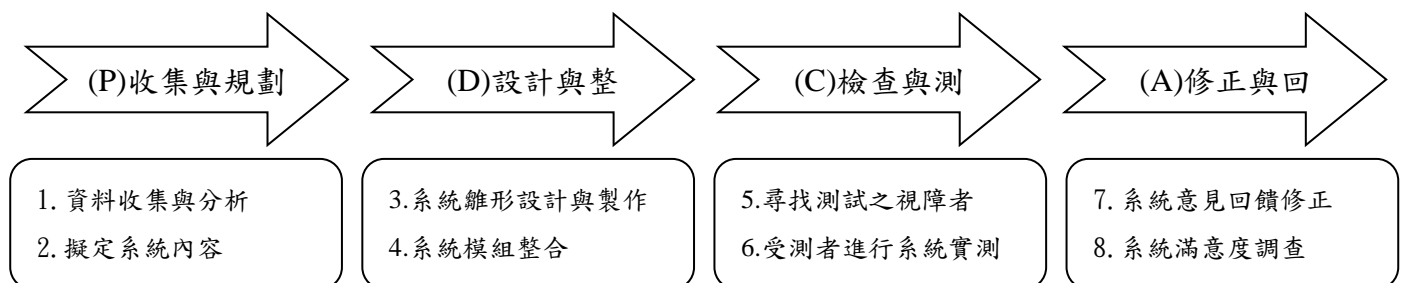 (P)收集與規劃
(D)設計與整
(C)檢查與測
(A)修正與回
1. 資料收集與分析
2. 擬定系統內容
3.系統雛形設計與製作
4.系統模組整合
5.尋找測試之視障者
6.受測者進行系統實測
7. 系統意見回饋修正
8. 系統滿意度調查